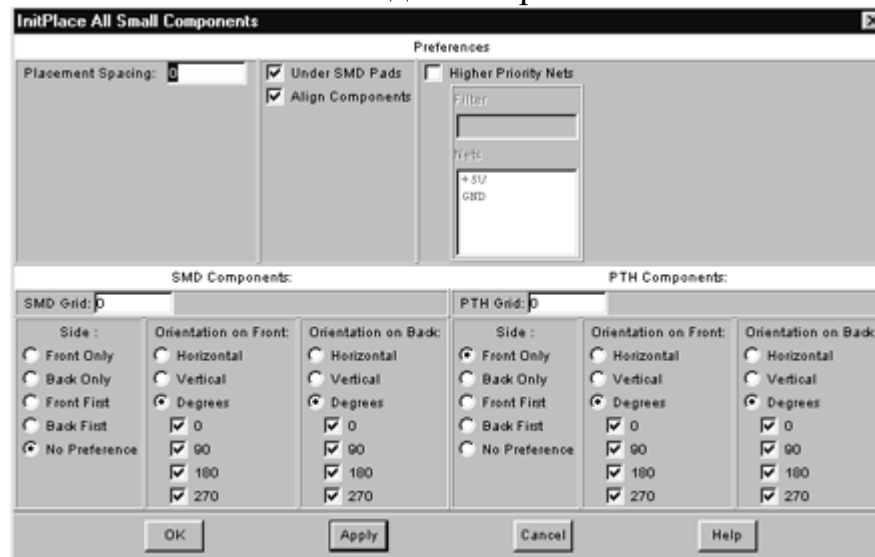 InitPlace All Small Components
Preferences
Placement Spacing: 0
Under SMD Pads
Align Components
Higher Priority Nets
Filter
Nets
+5V
GND
SMD Components:
PTH Components:
SMD Grid: 0
PTH Grid: 0
Side :
Front Only
Back Only
Front First
Back First
No Preference
Orientation on Front:
Horizontal
Vertical
Degrees
0
90
180
270
Orientation on Back:
Horizontal
Vertical
Degrees
0
90
180
270
Side :
Front Only
Back Only
Front First
Back First
No Preference
Orientation on Front:
Horizontal
Vertical
Degrees
0
90
180
270
Orientation on Back:
Horizontal
Vertical
Degrees
0
90
180
270
OK
Apply
Cancel
Help